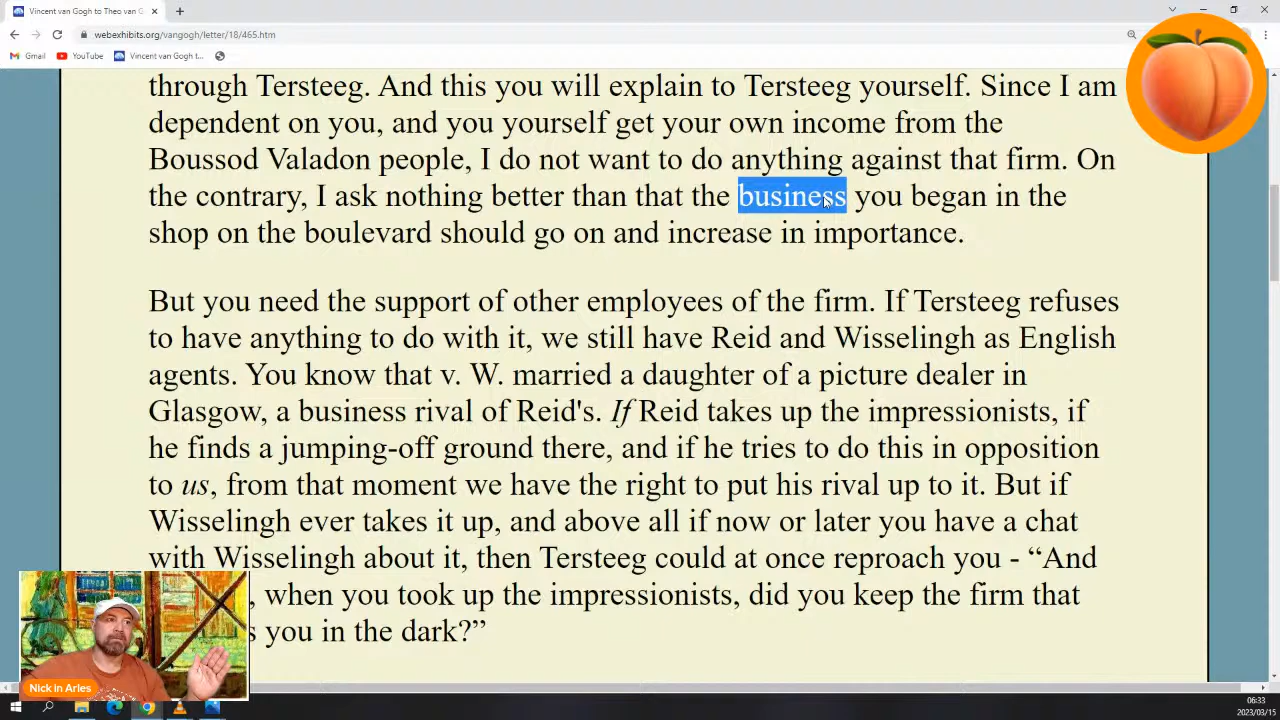 Vincent van Gogh to Theo van G
webexhibits.org/vangogh/letter/18/465.htm
Gmail
YouTube
Vincent van Gogh t...
through Tersteeg. And this you will explain to Tersteeg yourself. Since I am
dependent on you, and you yourself get your own income from the
Boussod Valadon people, I do not want to do anything against that firm. On
the contrary, I ask nothing better than that the business you began in the
shop on the boulevard should go on and increase in importance.
But you need the support of other employees of the firm. If Tersteeg refuses
to have anything to do with it, we still have Reid and Wisselingh as English
agents. You know that v. W. married a daughter of a picture dealer in
Glasgow, a business rival of Reid's. If Reid takes up the impressionists, if
he finds a jumping-off ground there, and if he tries to do this in opposition
to us, from that moment we have the right to put his rival up to it. But if
Wisselingh ever takes it up, and above all if now or later you have a chat
with Wisselingh about it, then Tersteeg could at once reproach you - “And
, when you took up the impressionists, did you keep the firm that
s you in the dark?”
Nick in Arles
06:33
2023/03/15